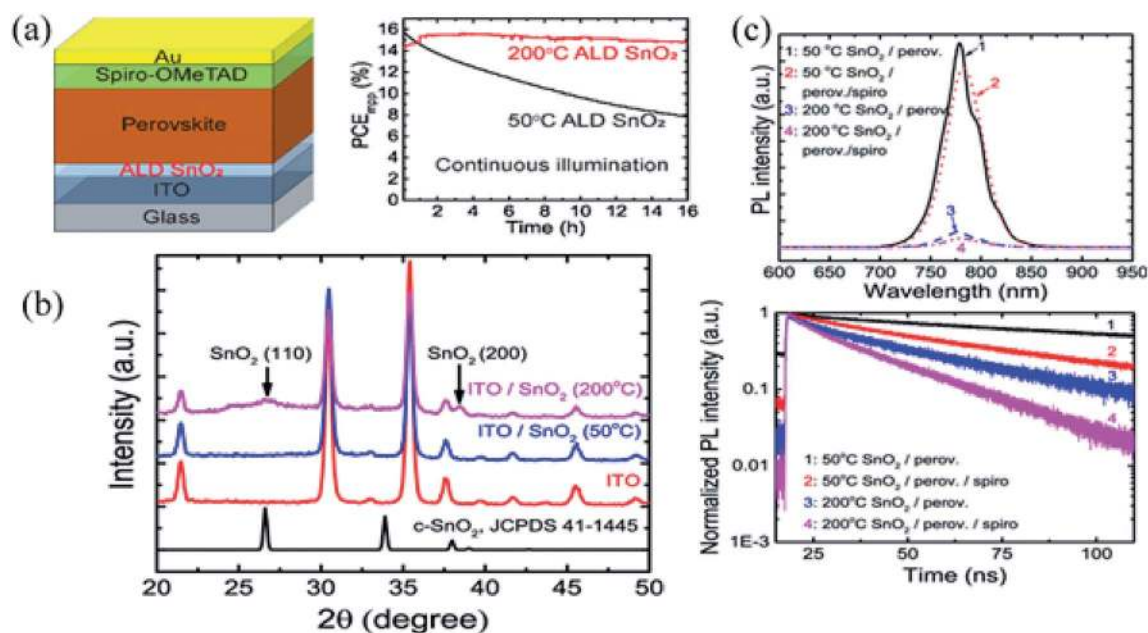 (a)
Au
Spiro-OMeTAD
Perovskite
ALD SnO₂
ITO
Glass
PCEmpp (%)
16
14
12
10
8
6
4
2
0
200°C ALD SnO₂
50°C ALD SnO₂
Continuous illumination
2 4 6 8 10 12 14 16
Time (h)
(b)
Intensity (a.u.)
SnO₂ (110)
SnO₂ (200)
ITO / SnO₂ (200°C)
ITO / SnO₂ (50°C)
ITO
c-SnO₂, JCPDS 41-1445
20 25 30 35 40 45 50
2θ (degree)
(c)
PL intensity (a.u.)
1: 50 °C SnO₂ / perov.
2: 50 °C SnO₂ /
perov./spiro
3: 200 °C SnO₂ / perov.
4: 200 °C SnO₂ /
perov./spiro
1
2
3
4
600 650 700 750 800 850 900 950
Wavelength (nm)
Normalized PL intensity (a.u.)
1
0.1
0.01
1E-3
1
2
3
4
1: 50°C SnO₂ / perov.
2: 50°C SnO₂ / perov. / spiro
3: 200°C SnO₂ / perov.
4: 200°C SnO₂ / perov. / spiro
25 50 75 100
Time (ns)